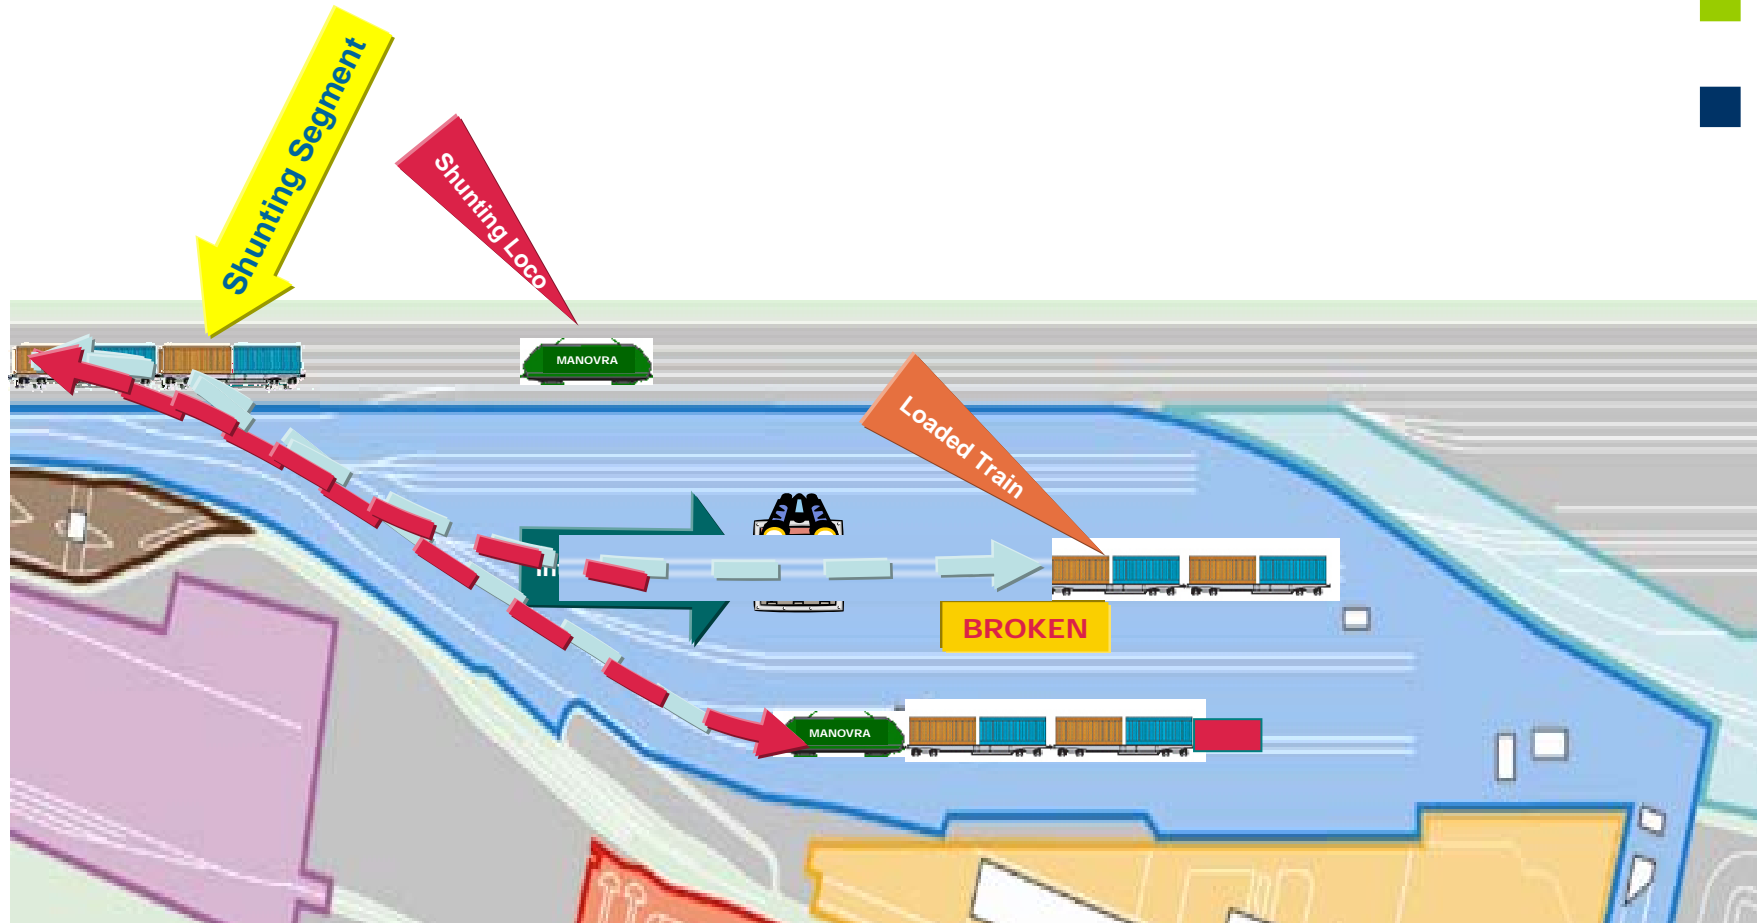 Shunting Segment
Shunting Loco
MANOVRA
Loaded Train
BROKEN
MANOVRA